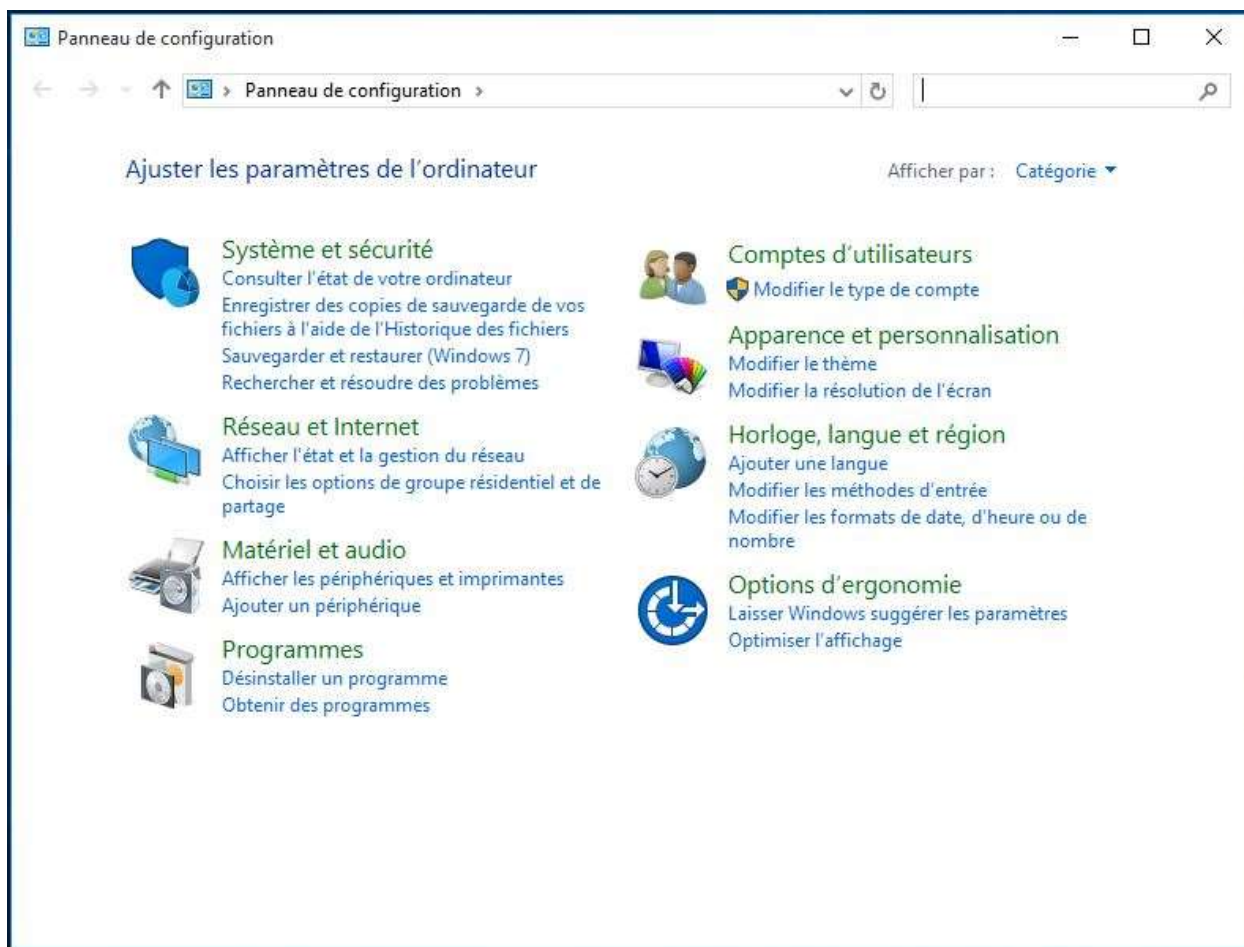 Panneau de configuration
Panneau de configuration
Ajuster les paramètres de l'ordinateur
Afficher par : Catégorie
Système et sécurité
Consulter l'état de votre ordinateur
Enregistrer des copies de sauvegarde de vos
fichiers à l'aide de l'Historique des fichiers
Sauvegarder et restaurer (Windows 7)
Rechercher et résoudre des problèmes
Réseau et Internet
Afficher l'état et la gestion du réseau
Choisir les options de groupe résidentiel et de
partage
Matériel et audio
Afficher les périphériques et imprimantes
Ajouter un périphérique
Programmes
Désinstaller un programme
Obtenir des programmes
Comptes d'utilisateurs
Modifier le type de compte
Apparence et personnalisation
Modifier le thème
Modifier la résolution de l'écran
Horloge, langue et région
Ajouter une langue
Modifier les méthodes d'entrée
Modifier les formats de date, d'heure ou de
nombre
Options d'ergonomie
Laisser Windows suggérer les paramètres
Optimiser l'affichage